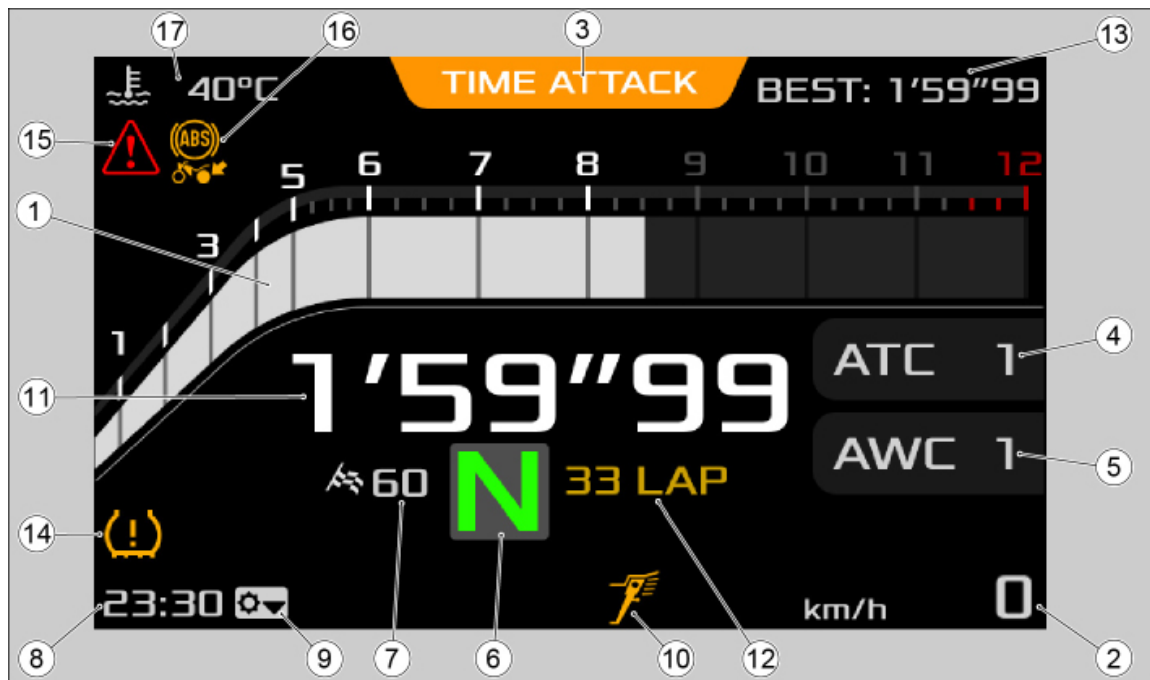 17
16
3
13
40°C
TIME ATTACK
BEST: 1'59"99
15
(ABS)
!
5 6 7 8 9 10 11 12
1
3
1
1'59"99
ATC 1
4
11
AWC 1
5
60
N
33 LAP
14
(!)
23:30
km/h
0
8
9
7
6
10
12
2